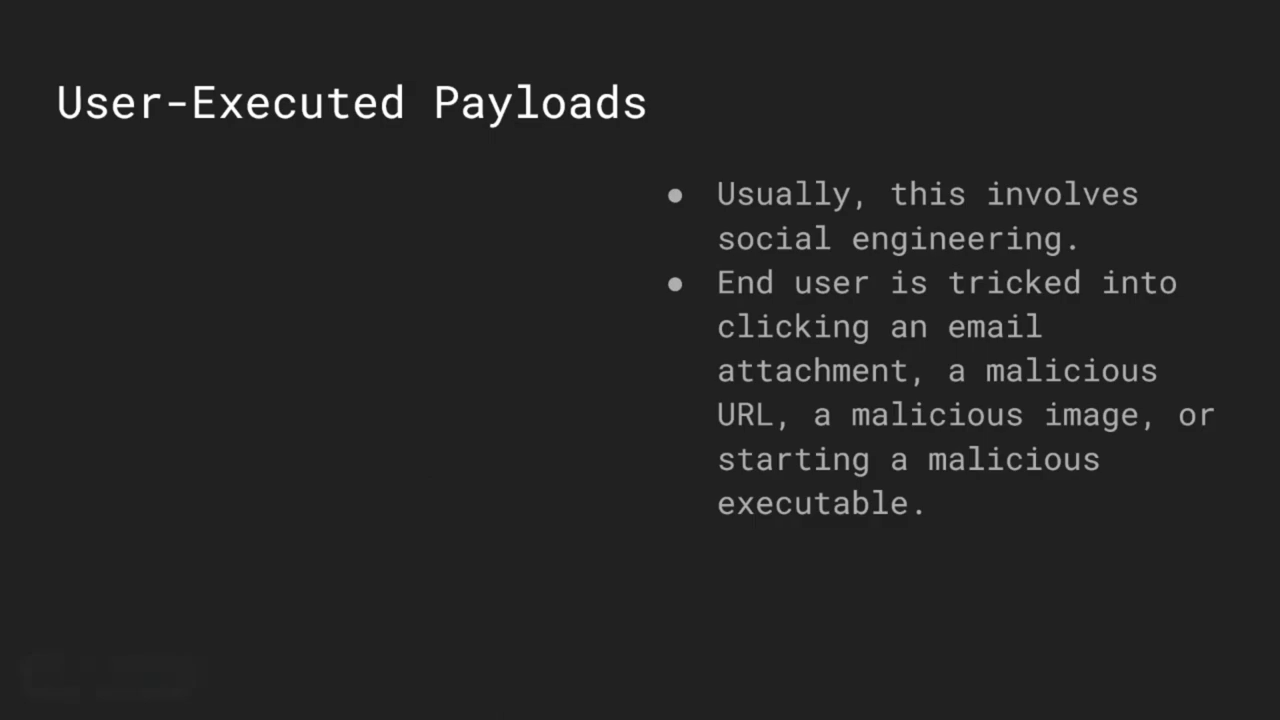 User-Executed Payloads
● Usually, this involves
social engineering.
● End user is tricked into
clicking an email
attachment, a malicious
URL, a malicious image, or
starting a malicious
executable.